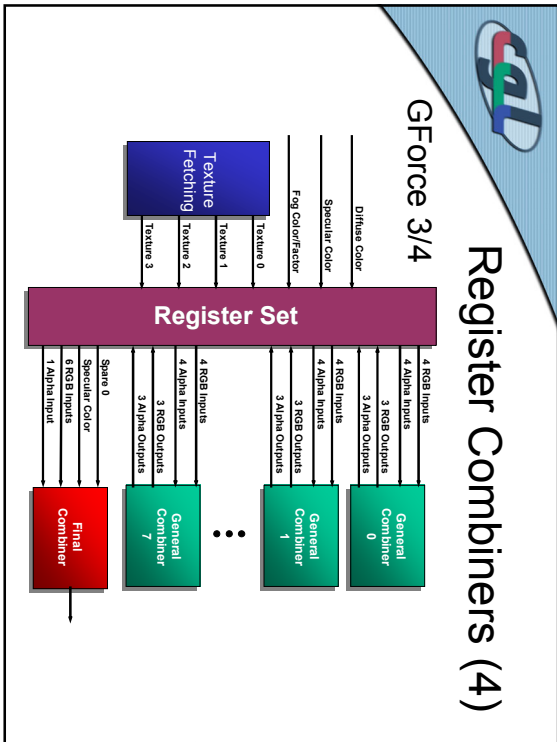 Register Combiners (4)
GForce 3/4
Diffuse Color
Specular Color
Fog Color/Factor
Texture
Fetching
Texture 0
Texture 1
Texture 2
Texture 3
Register Set
4 RGB Inputs
4 Alpha Inputs
3 RGB Outputs
3 Alpha Outputs
General
Combiner
0
4 RGB Inputs
4 Alpha Inputs
3 RGB Outputs
3 Alpha Outputs
General
Combiner
1
...
4 RGB Inputs
4 Alpha Inputs
3 RGB Outputs
3 Alpha Outputs
General
Combiner
7
Spare 0
Specular Color
6 RGB Inputs
1 Alpha Input
Final
Combiner